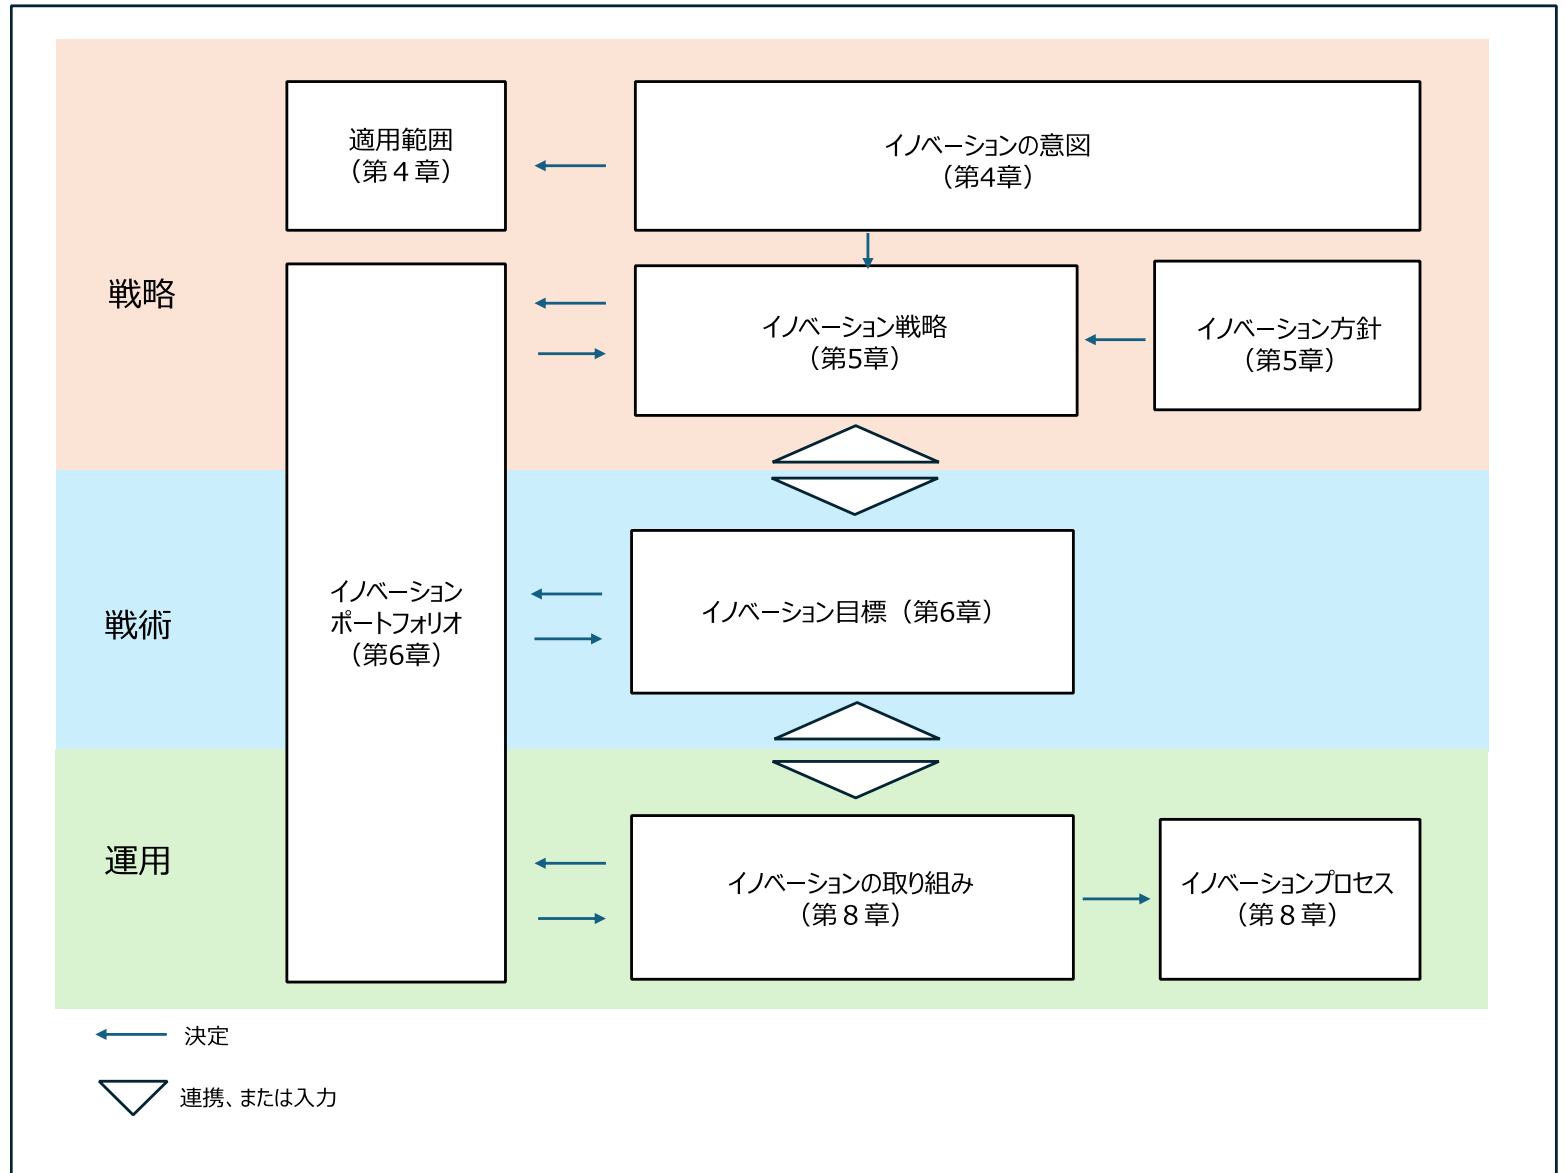 適用範囲
（第４章）
イノベーションの意図
（第4章）
戦略
イノベーション戦略
（第5章）
イノベーション方針
（第5章）
戦術
イノベーション
ポートフォリオ
（第6章）
イノベーション目標（第6章）
運用
イノベーションの取り組み
（第８章）
イノベーションプロセス
（第８章）
決定
連携、または入力